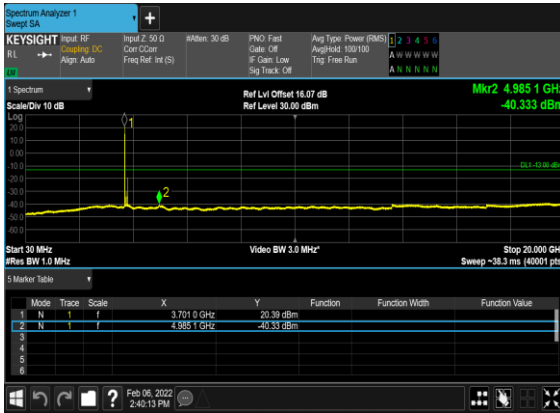 Spectrum Analyzer 1
Swept SA
+
KEYSIGHT Input: RF Input Z: 50 Ω #Atten: 30 dB PNO: Fast Avg Type: Power (RMS) 1 2 3 4 5 6
RL Coupling: DC Corr CCorr Gate: Off Avg|Hold: 100/100 A W W W W W
Align: Auto Freq Ref: Int (S) IF Gain: Low Trig: Free Run
Sig Track: Off A N N N N N
1 Spectrum Ref Lvl Offset 16.07 dB Mkr2 4.985 1 GHz
Scale/Div 10 dB Ref Level 30.00 dBm -40.333 dBm
Log
20.0
10.0
0.00
-10.0
-20.0
-30.0
-40.0
-50.0
-60.0
1
2
DL1 -13.00 dBm
Start 30 MHz Video BW 3.0 MHz* Stop 20.000 GHz
#Res BW 1.0 MHz Sweep ~38.3 ms (40001 pts)
5 Marker Table
Mode Trace Scale X Y Function Function Width Function Value
1 N 1 f 3.701 0 GHz 20.39 dBm
2 N 1 f 4.985 1 GHz -40.33 dBm
3
4
5
6
? Feb 06, 2022
2:40:13 PM